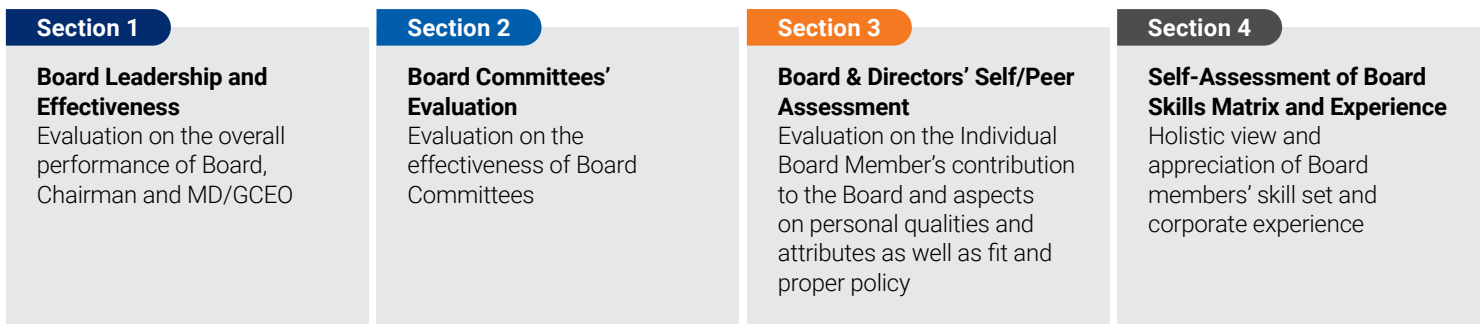 Section 1
Board Leadership and
Effectiveness
Evaluation on the overall
performance of Board,
Chairman and MD/GCEO
Section 2
Board Committees’
Evaluation
Evaluation on the
effectiveness of Board
Committees
Section 3
Board & Directors’ Self/Peer
Assessment
Evaluation on the Individual
Board Member’s contribution
to the Board and aspects
on personal qualities and
attributes as well as fit and
proper policy
Section 4
Self-Assessment of Board
Skills Matrix and Experience
Holistic view and
appreciation of Board
members’ skill set and
corporate experience